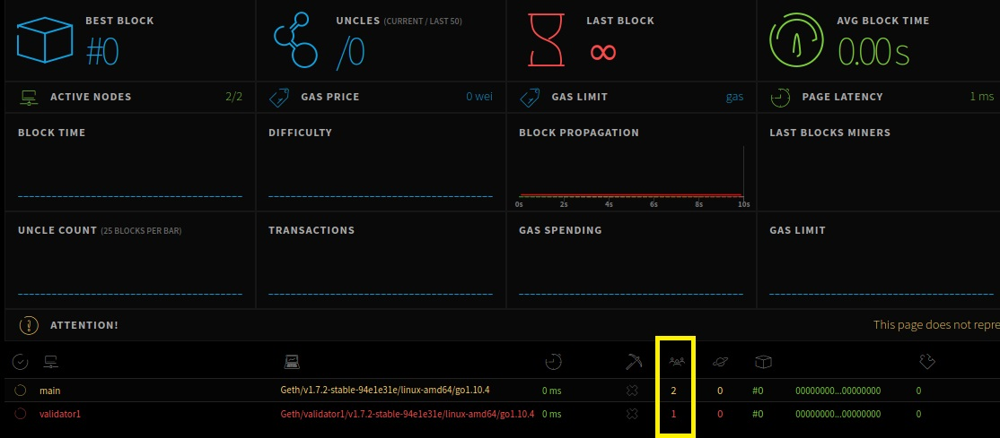 BEST BLOCK
#0
UNCLES (CURRENT / LAST 50)
/0
LAST BLOCK
∞
AVG BLOCK TIME
0.00 s
ACTIVE NODES 2/2
GAS PRICE 0 wei
GAS LIMIT gas
PAGE LATENCY 1 ms
BLOCK TIME
DIFFICULTY
BLOCK PROPAGATION
0s 2s 4s 6s 8s 10s
LAST BLOCKS MINERS
UNCLE COUNT (25 BLOCKS PER BAR)
TRANSACTIONS
GAS SPENDING
GAS LIMIT
ATTENTION! This page does not repre
main Geth/v1.7.2-stable-94e1e31e/linux-amd64/go1.10.4 0 ms 2 0 #0 00000000...00000000 0
validator1 Geth/validator1/v1.7.2-stable-94e1e31e/linux-amd64/go1.10.4 0 ms 1 0 #0 00000000...00000000 0